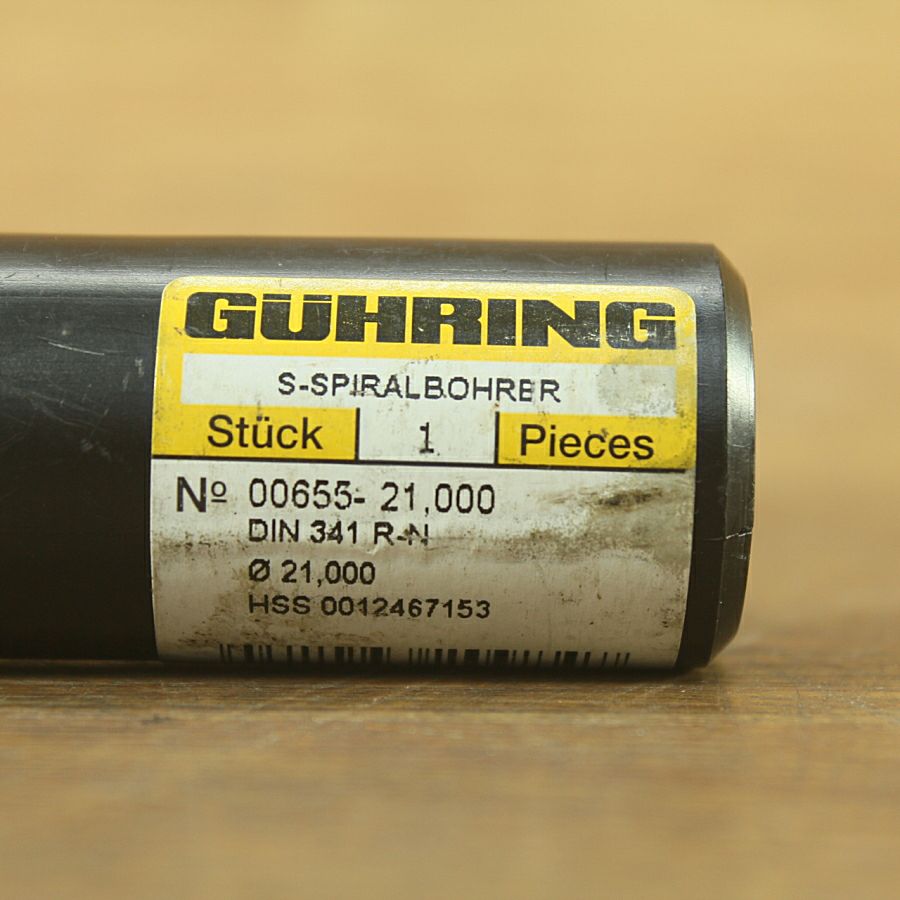 GÜHRING
S-SPIRALBOHRER
Stück 1 Pieces
Nº 00655- 21,000
DIN 341 R-N
Ø 21,000
HSS 0012467153